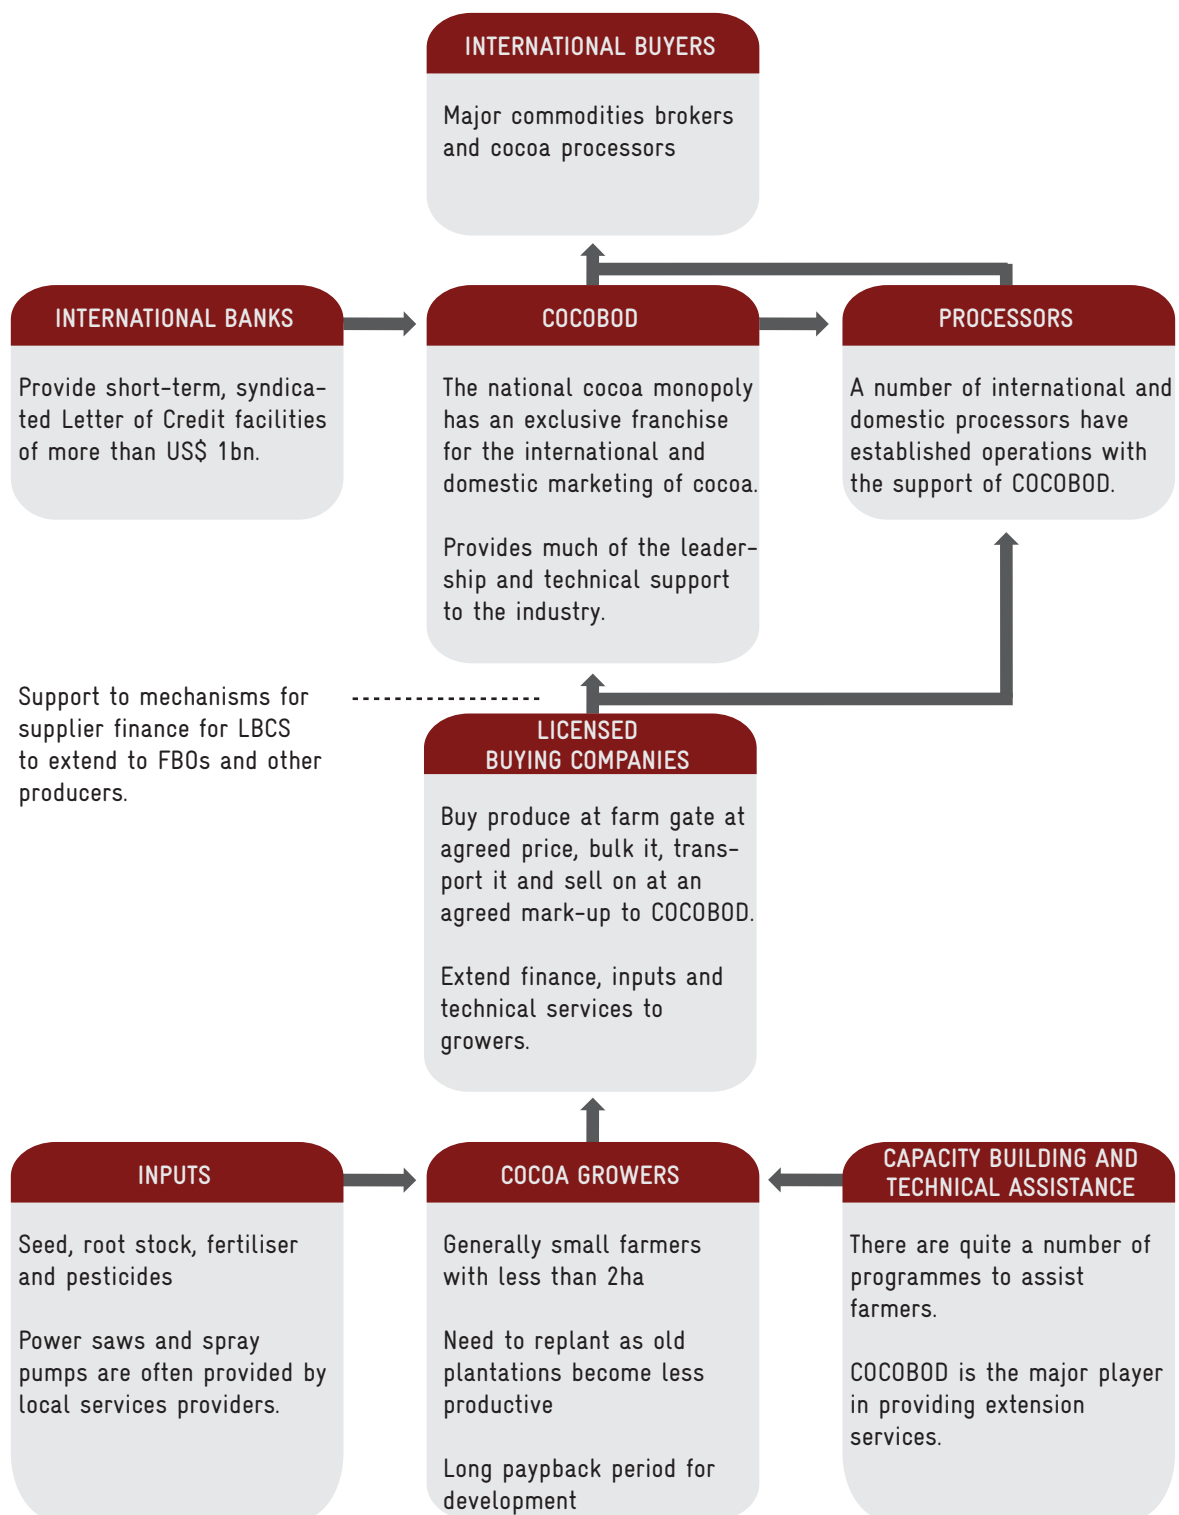 INTERNATIONAL BUYERS
Major commodities brokers
and cocoa processors
INTERNATIONAL BANKS
Provide short-term, syndica-
ted Letter of Credit facilities
of more than US$ 1bn.
COCOBOD
The national cocoa monopoly
has an exclusive franchise
for the international and
domestic marketing of cocoa.
Provides much of the leader-
ship and technical support
to the industry.
PROCESSORS
A number of international and
domestic processors have
established operations with
the support of COCOBOD.
Support to mechanisms for
supplier finance for LBCS
to extend to FBOs and other
producers.
LICENSED
BUYING COMPANIES
Buy produce at farm gate at
agreed price, bulk it, trans-
port it and sell on at an
agreed mark-up to COCOBOD.
Extend finance, inputs and
technical services to
growers.
INPUTS
Seed, root stock, fertiliser
and pesticides
Power saws and spray
pumps are often provided by
local services providers.
COCOA GROWERS
Generally small farmers
with less than 2ha
Need to replant as old
plantations become less
productive
Long paypback period for
development
CAPACITY BUILDING AND
TECHNICAL ASSISTANCE
There are quite a number of
programmes to assist
farmers.
COCOBOD is the major player
in providing extension
services.